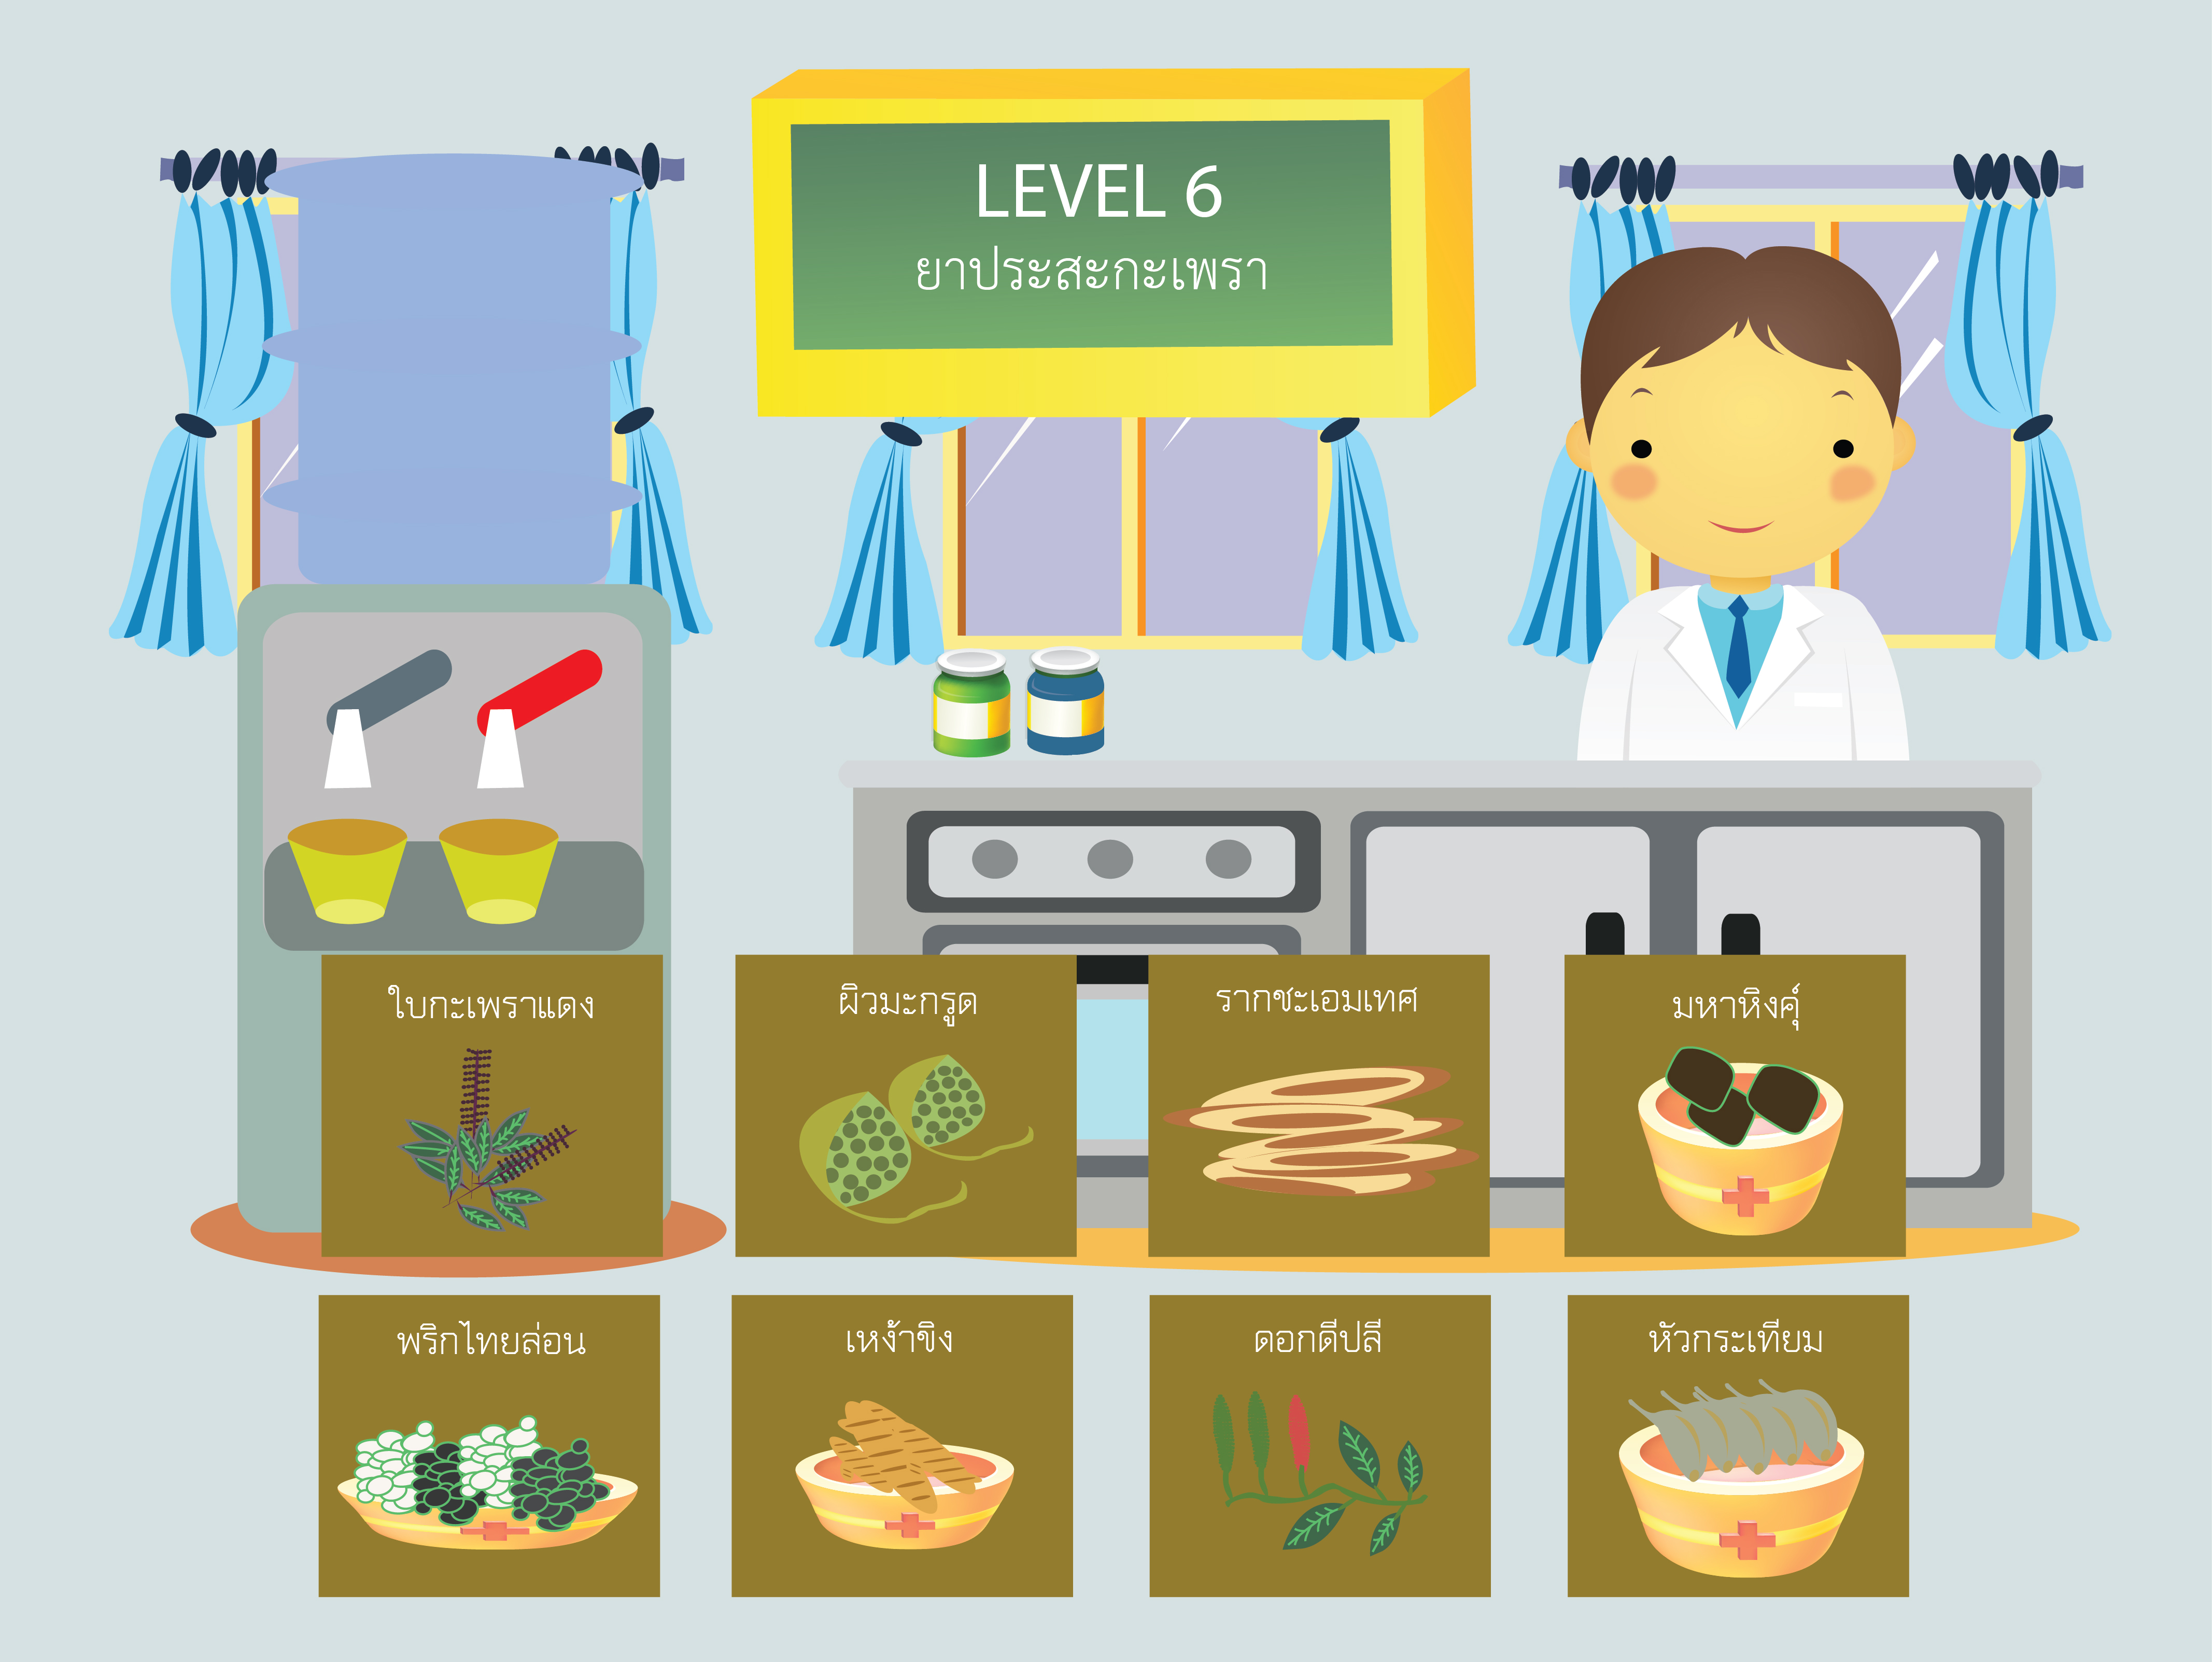 LEVEL 6
ยาประสะกะเพรา
ใบกะเพราแดง
ผิวมะกรูด
รากชะเอมเทศ
มหาหิงคุ์
พริกไทยล่อน
เหง้าขิง
ดอกดีปลี
หัวกระเทียม